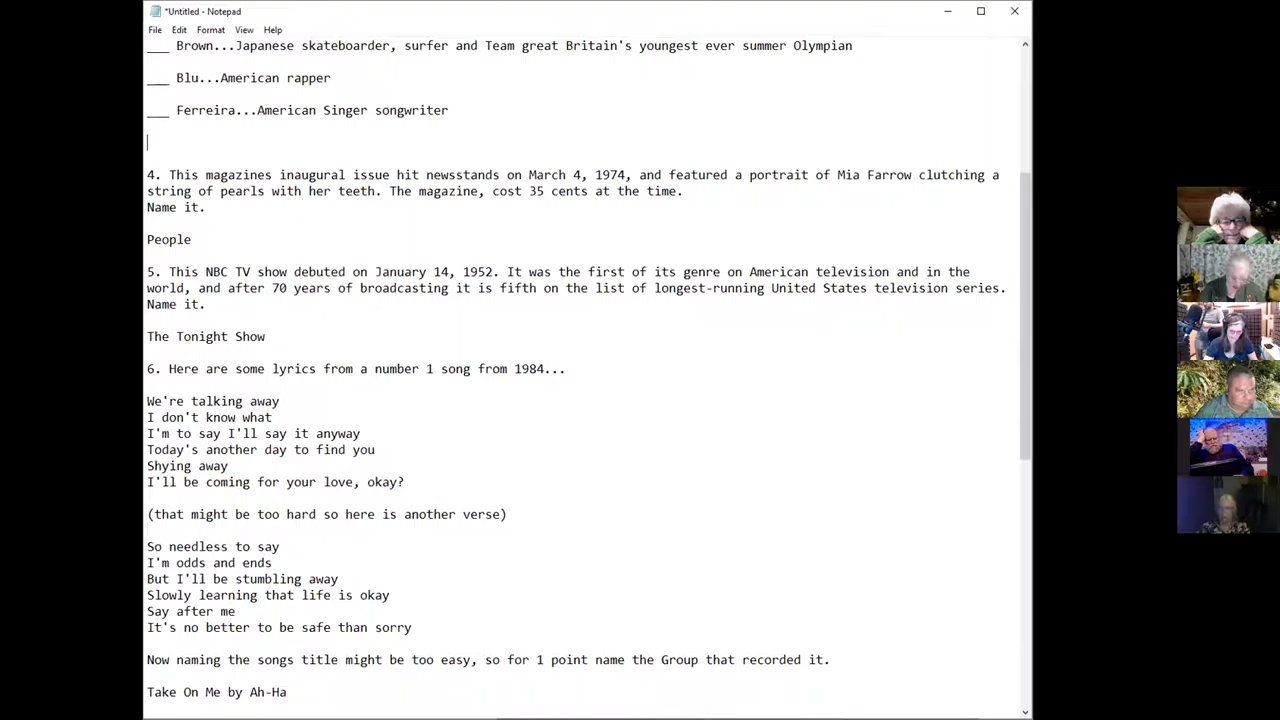 *Untitled - Notepad
File Edit Format View Help
___ Brown...Japanese skateboarder, surfer and Team great Britain's youngest ever summer Olympian
___ Blu...American rapper
___ Ferreira...American Singer songwriter
4. This magazines inaugural issue hit newsstands on March 4, 1974, and featured a portrait of Mia Farrow clutching a
string of pearls with her teeth. The magazine, cost 35 cents at the time.
Name it.
People
5. This NBC TV show debuted on January 14, 1952. It was the first of its genre on American television and in the
world, and after 70 years of broadcasting it is fifth on the list of longest-running United States television series.
Name it.
The Tonight Show
6. Here are some lyrics from a number 1 song from 1984...
We're talking away
I don't know what
I'm to say I'll say it anyway
Today's another day to find you
Shying away
I'll be coming for your love, okay?
(that might be too hard so here is another verse)
So needless to say
I'm odds and ends
But I'll be stumbling away
Slowly learning that life is okay
Say after me
It's no better to be safe than sorry
Now naming the songs title might be too easy, so for 1 point name the Group that recorded it.
Take On Me by Ah-Ha